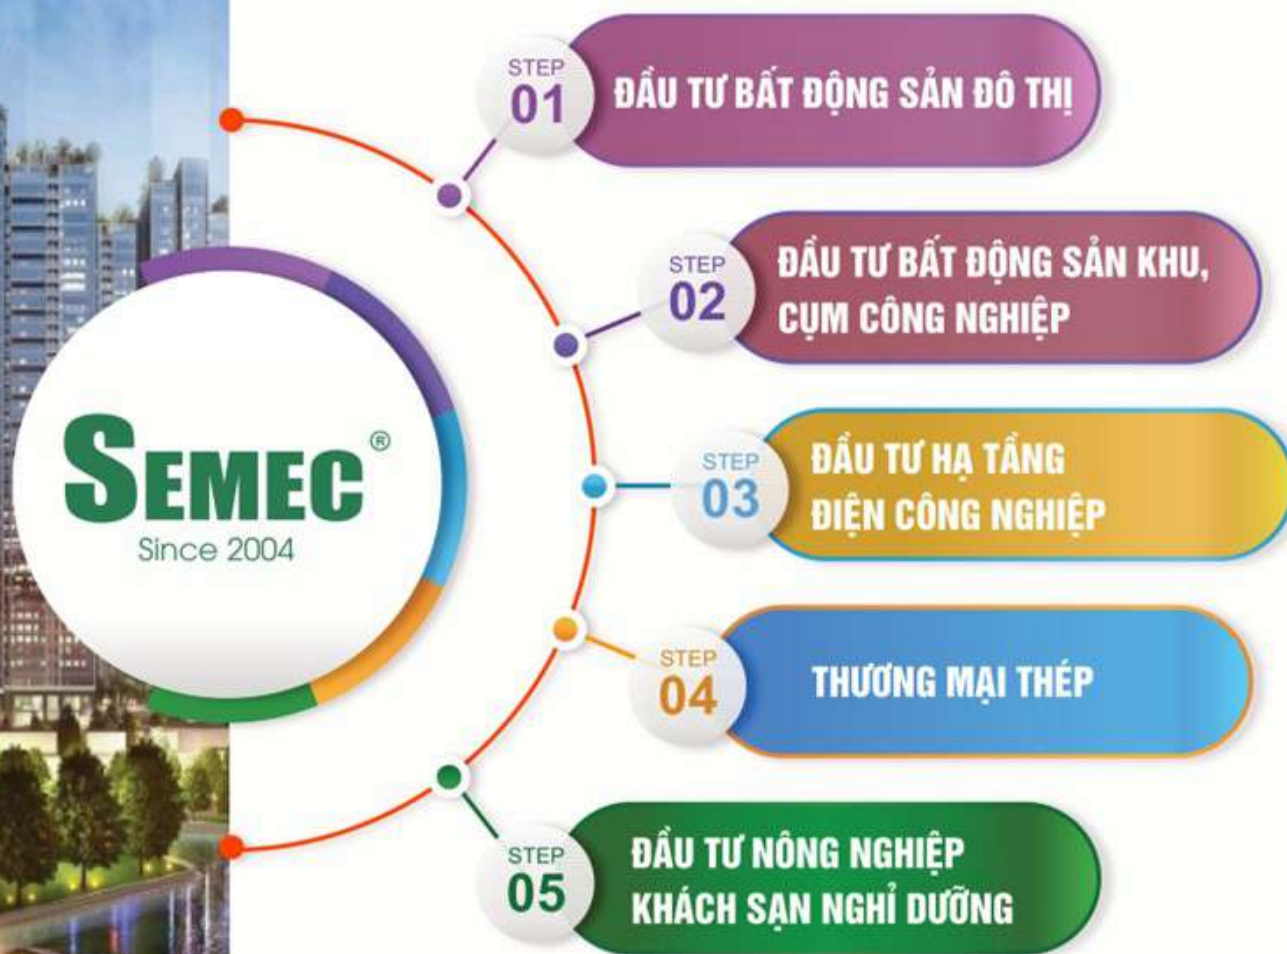 STEP
01
ĐẦU TƯ BẤT ĐỘNG SẢN ĐÔ THỊ
STEP
02
ĐẦU TƯ BẤT ĐỘNG SẢN KHU,
CỤM CÔNG NGHIỆP
SEMEC®
Since 2004
STEP
03
ĐẦU TƯ HẠ TẦNG
ĐIỆN CÔNG NGHIỆP
STEP
04
THƯƠNG MẠI THÉP
STEP
05
ĐẦU TƯ NÔNG NGHIỆP
KHÁCH SẠN NGHỈ DƯỠNG